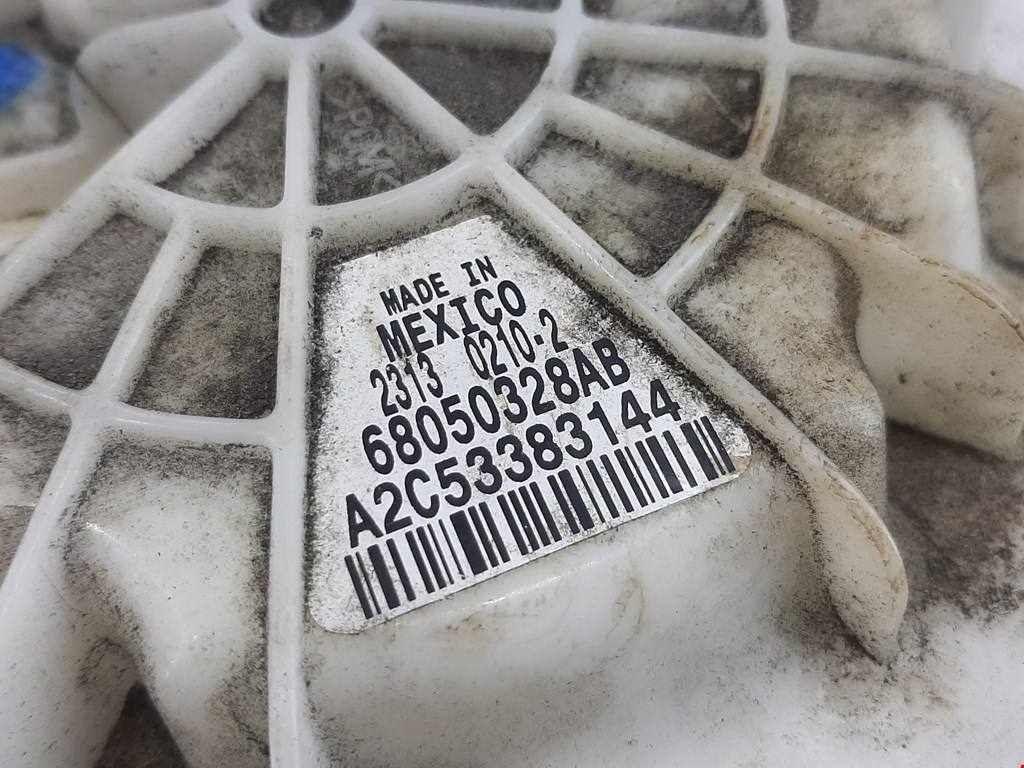 MADE IN
MEXICO
2313 0210-2
68050328AB
A2C53383144